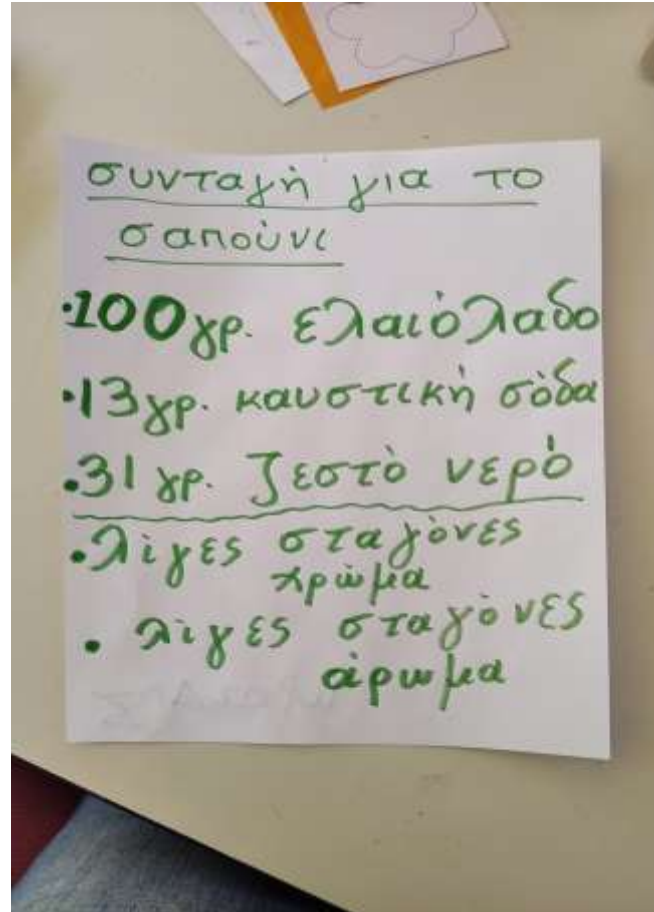 συνταγή για το
σαπούνι
·100γρ. ελαιόλαδο
·13γρ. καυστική σόδα
·31 γρ. ζεστό νερό
·λίγες σταγόνες
χρώμα
· λίγες σταγόνες
άρωμα